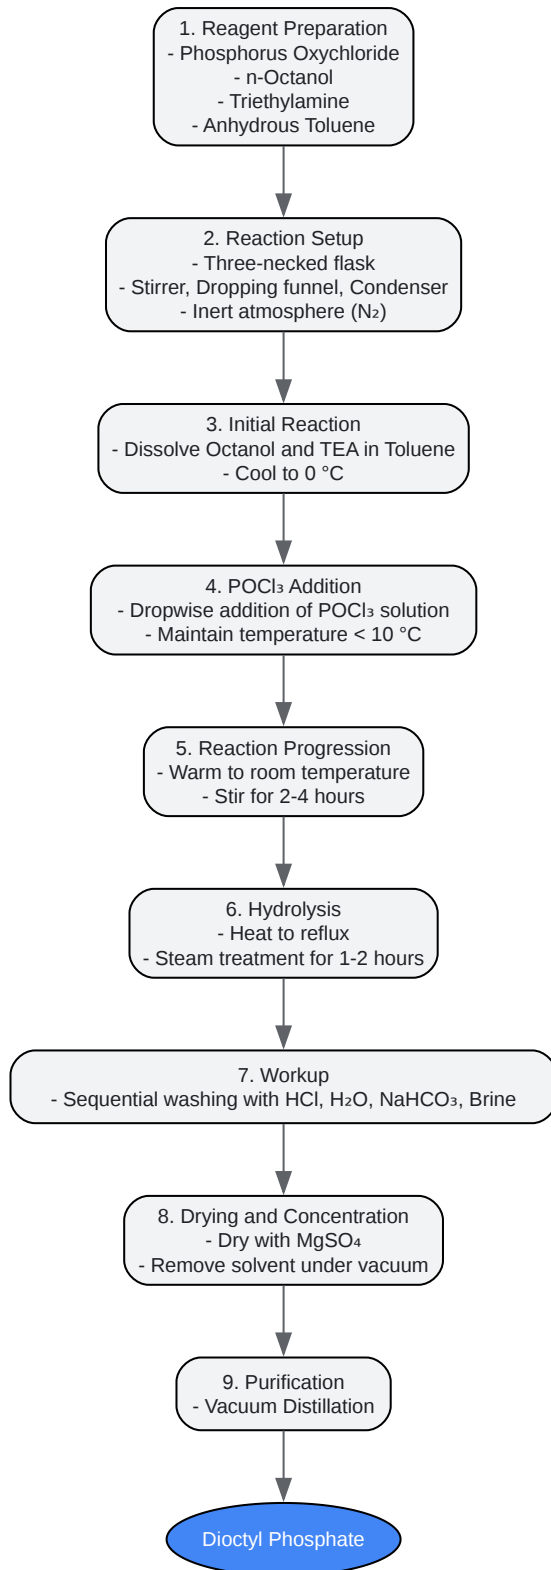 1. Reagent Preparation
- Phosphorus Oxychloride
- n-Octanol
- Triethylamine
- Anhydrous Toluene
2. Reaction Setup
- Three-necked flask
- Stirrer, Dropping funnel, Condenser
- Inert atmosphere (N₂)
3. Initial Reaction
- Dissolve Octanol and TEA in Toluene
- Cool to 0 °C
4. POCl₃ Addition
- Dropwise addition of POCl₃ solution
- Maintain temperature < 10 °C
5. Reaction Progression
- Warm to room temperature
- Stir for 2-4 hours
6. Hydrolysis
- Heat to reflux
- Steam treatment for 1-2 hours
7. Workup
- Sequential washing with HCl, H₂O, NaHCO₃, Brine
8. Drying and Concentration
- Dry with MgSO₄
- Remove solvent under vacuum
9. Purification
- Vacuum Distillation
Dioctyl Phosphate